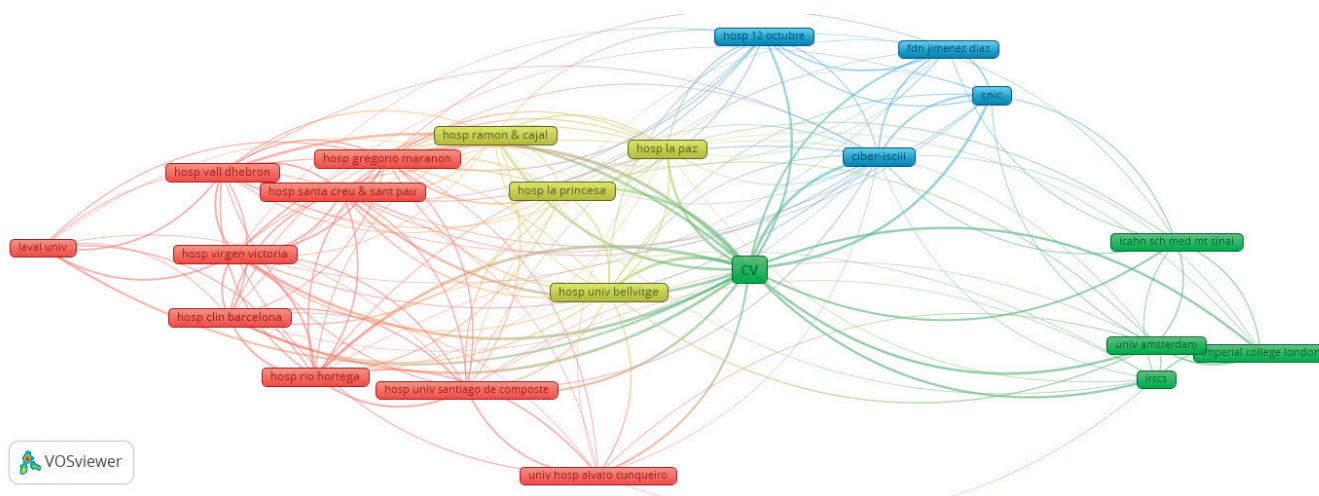 hosp 12 octubre
fdn jimenez diaz
cnic
hosp ramon & cajal
hosp la paz
hosp gregorio maranon
ciber-isciii
hosp vall dhebron
hosp santa creu & sant pau
hosp la princesa
laval univ
hosp virgen victoria
icahn sch med mt sinai
CV
hosp univ bellvitge
hosp clin barcelona
univ amsterdam
imperial college london
hosp rio hortega
irccs
hosp univ santiago de composte
VOSviewer
univ hosp alvaro cunqueiro